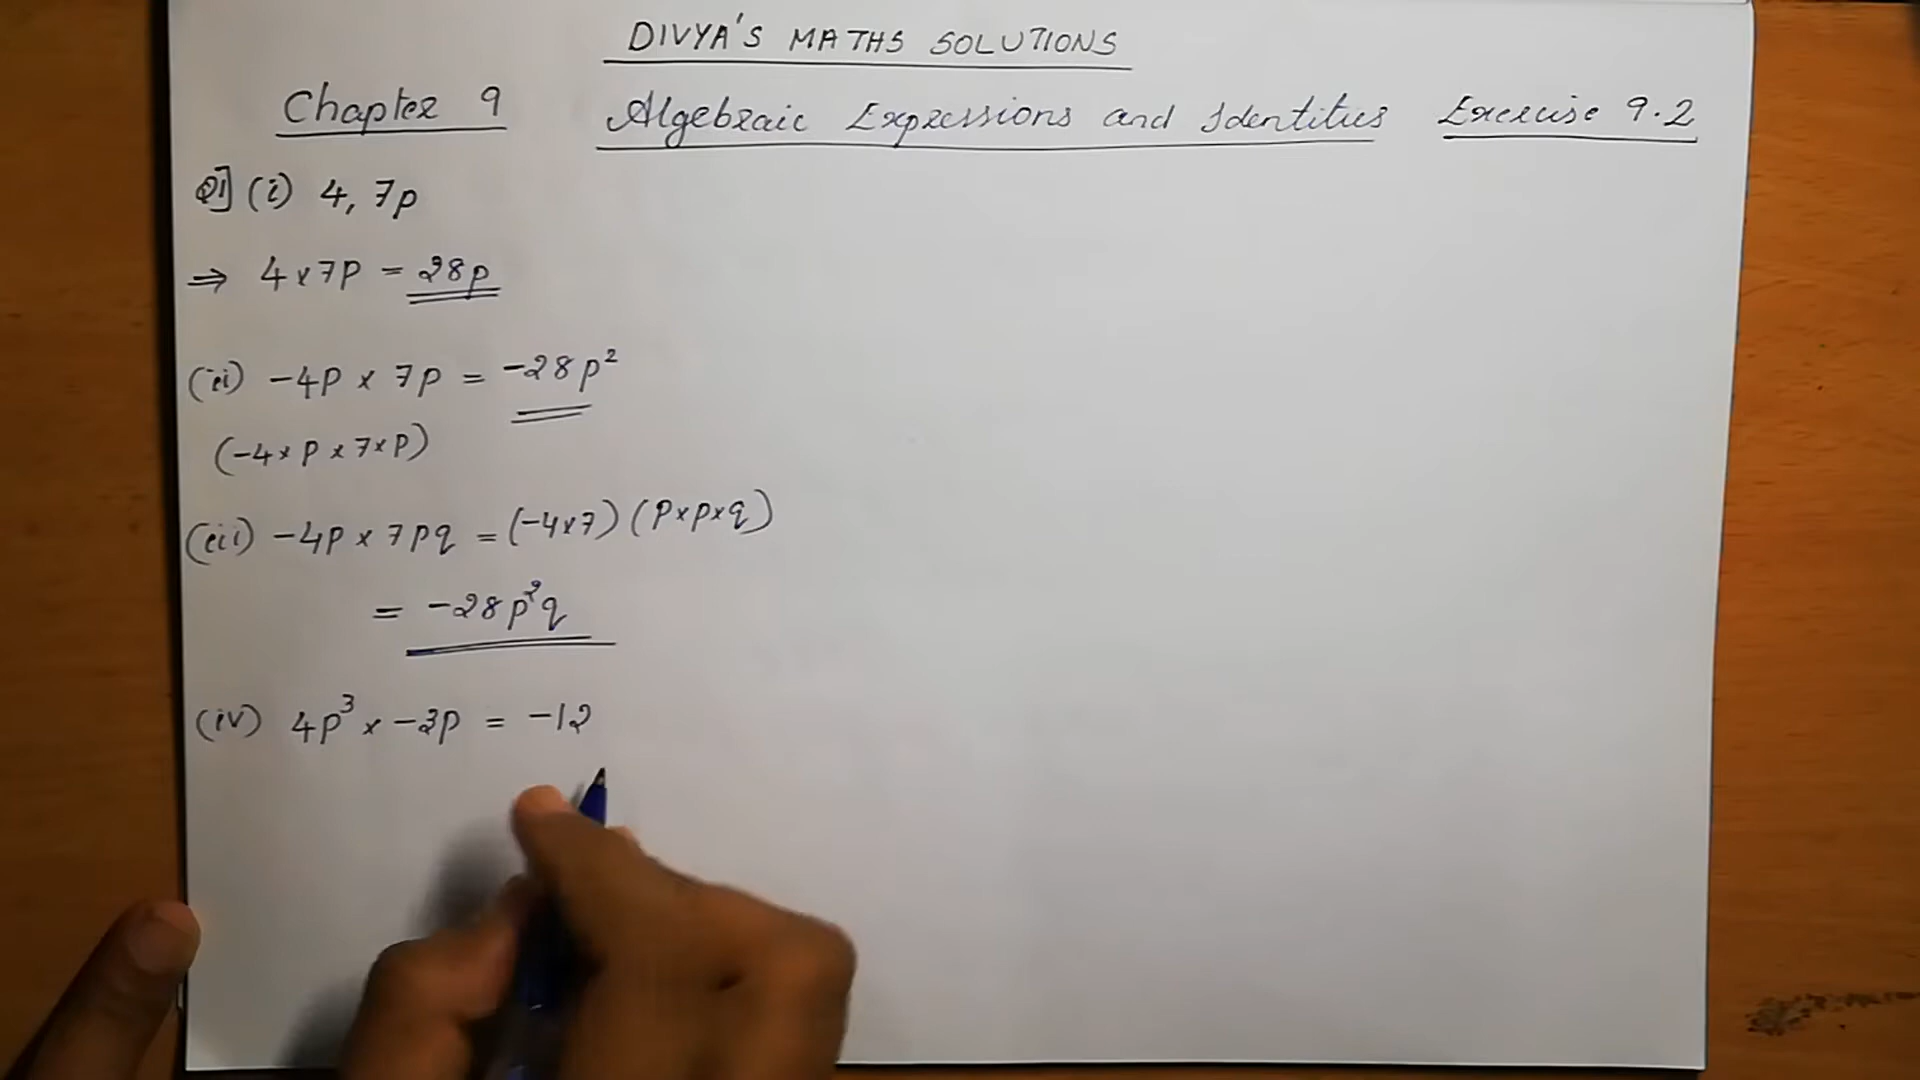 DIVYA'S MATHS SOLUTIONS
Chapter 9 Algebraic Expressions and Identities Exercise 9.2
Q1] (i) 4, 7p
⇒ 4 × 7p = 28p
(ii) -4p × 7p = -28p²
(-4 × p × 7 × p)
(iii) -4p × 7pq = (-4×7) (p×p×q)
= -28p²q
(iv) 4p³ × -3p = -12